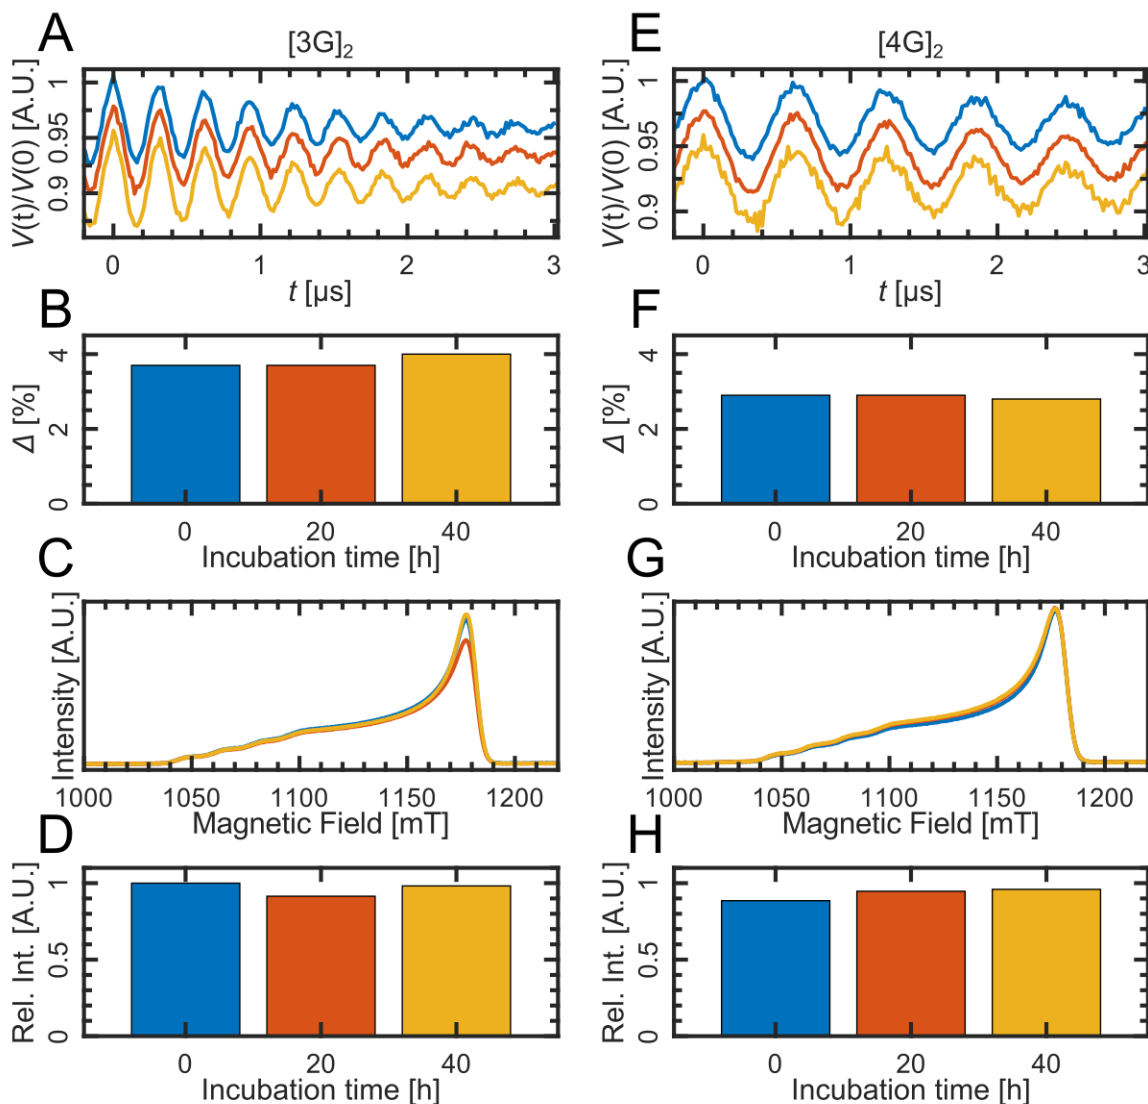 A
[3G]₂
V(t)/V(0) [A.U.]
1
0.95
0.9
0 1 2 3
t [µs]
B
Δ [%]
4
2
0
0 20 40
Incubation time [h]
C
Intensity [A.U.]
1000 1050 1100 1150 1200
Magnetic Field [mT]
D
Rel. Int. [A.U.]
1
0.5
0
0 20 40
Incubation time [h]
E
[4G]₂
V(t)/V(0) [A.U.]
1
0.95
0.9
0 1 2 3
t [µs]
F
Δ [%]
4
2
0
0 20 40
Incubation time [h]
G
Intensity [A.U.]
1000 1050 1100 1150 1200
Magnetic Field [mT]
H
Rel. Int. [A.U.]
1
0.5
0
0 20 40
Incubation time [h]